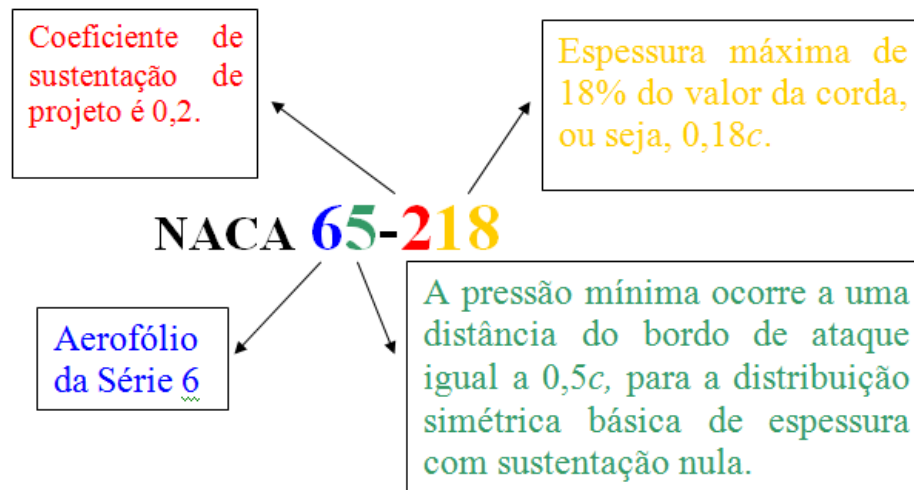 Coeficiente de
sustentação de
projeto é 0,2.
Espessura máxima de
18% do valor da corda,
ou seja, 0,18c.
NACA 65-218
Aerofólio
da Série 6
A pressão mínima ocorre a uma
distância do bordo de ataque
igual a 0,5c, para a distribuição
simétrica básica de espessura
com sustentação nula.